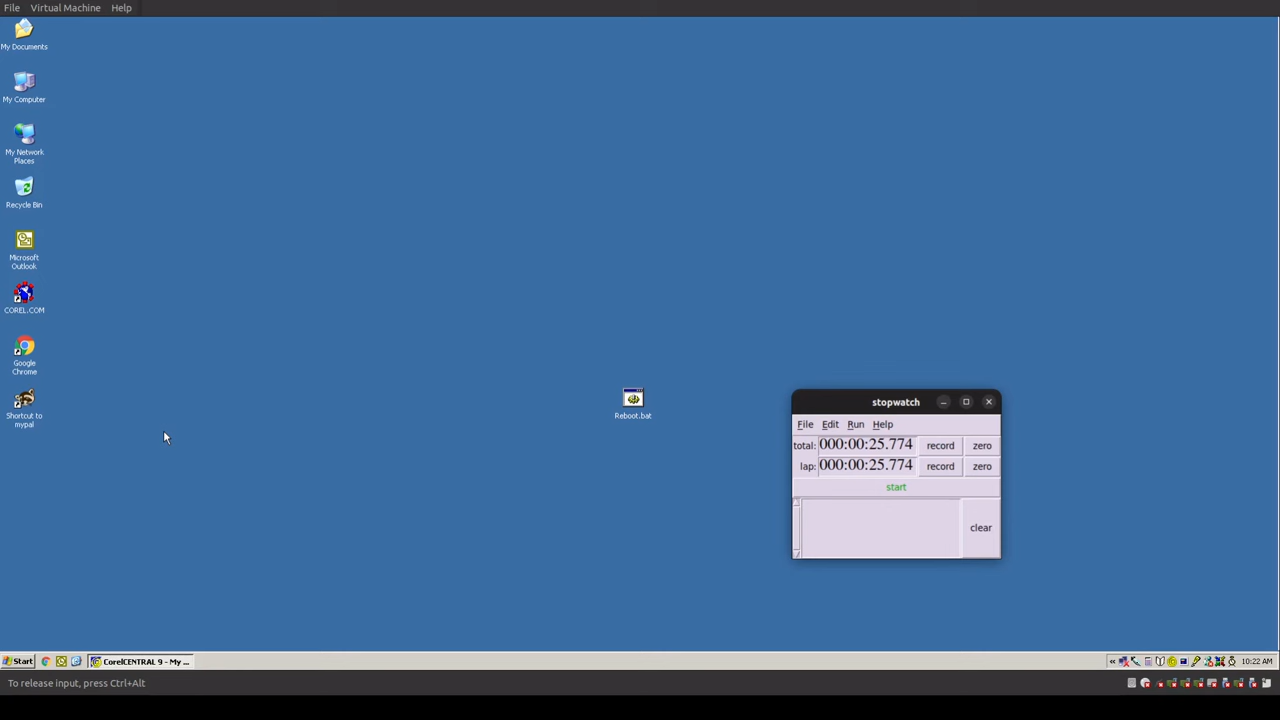 File Virtual Machine Help
My Documents
My Computer
My Network
Places
Recycle Bin
Microsoft
Outlook
COREL.COM
Google
Chrome
Shortcut to
mypal
Reboot.bat
stopwatch
File Edit Run Help
total: 000:00:25.774 record zero
lap: 000:00:25.774 record zero
start
clear
Start CorelCENTRAL 9 - My ... « 10:22 AM
To release input, press Ctrl+Alt